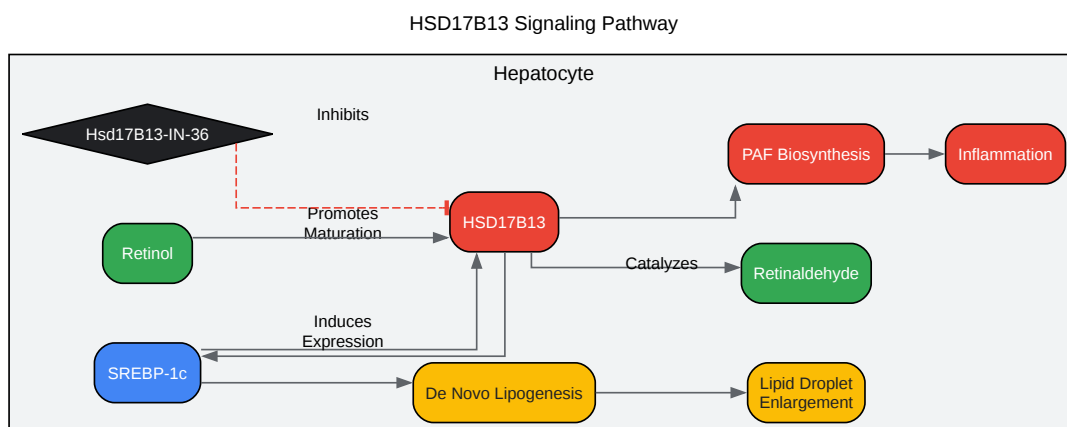 HSD17B13 Signaling Pathway
Hepatocyte
Inhibits
Hsd17B13-IN-36
PAF Biosynthesis
Inflammation
Promotes
Maturation
HSD17B13
Retinol
Catalyzes
Retinaldehyde
Induces
Expression
SREBP-1c
De Novo Lipogenesis
Lipid Droplet
Enlargement